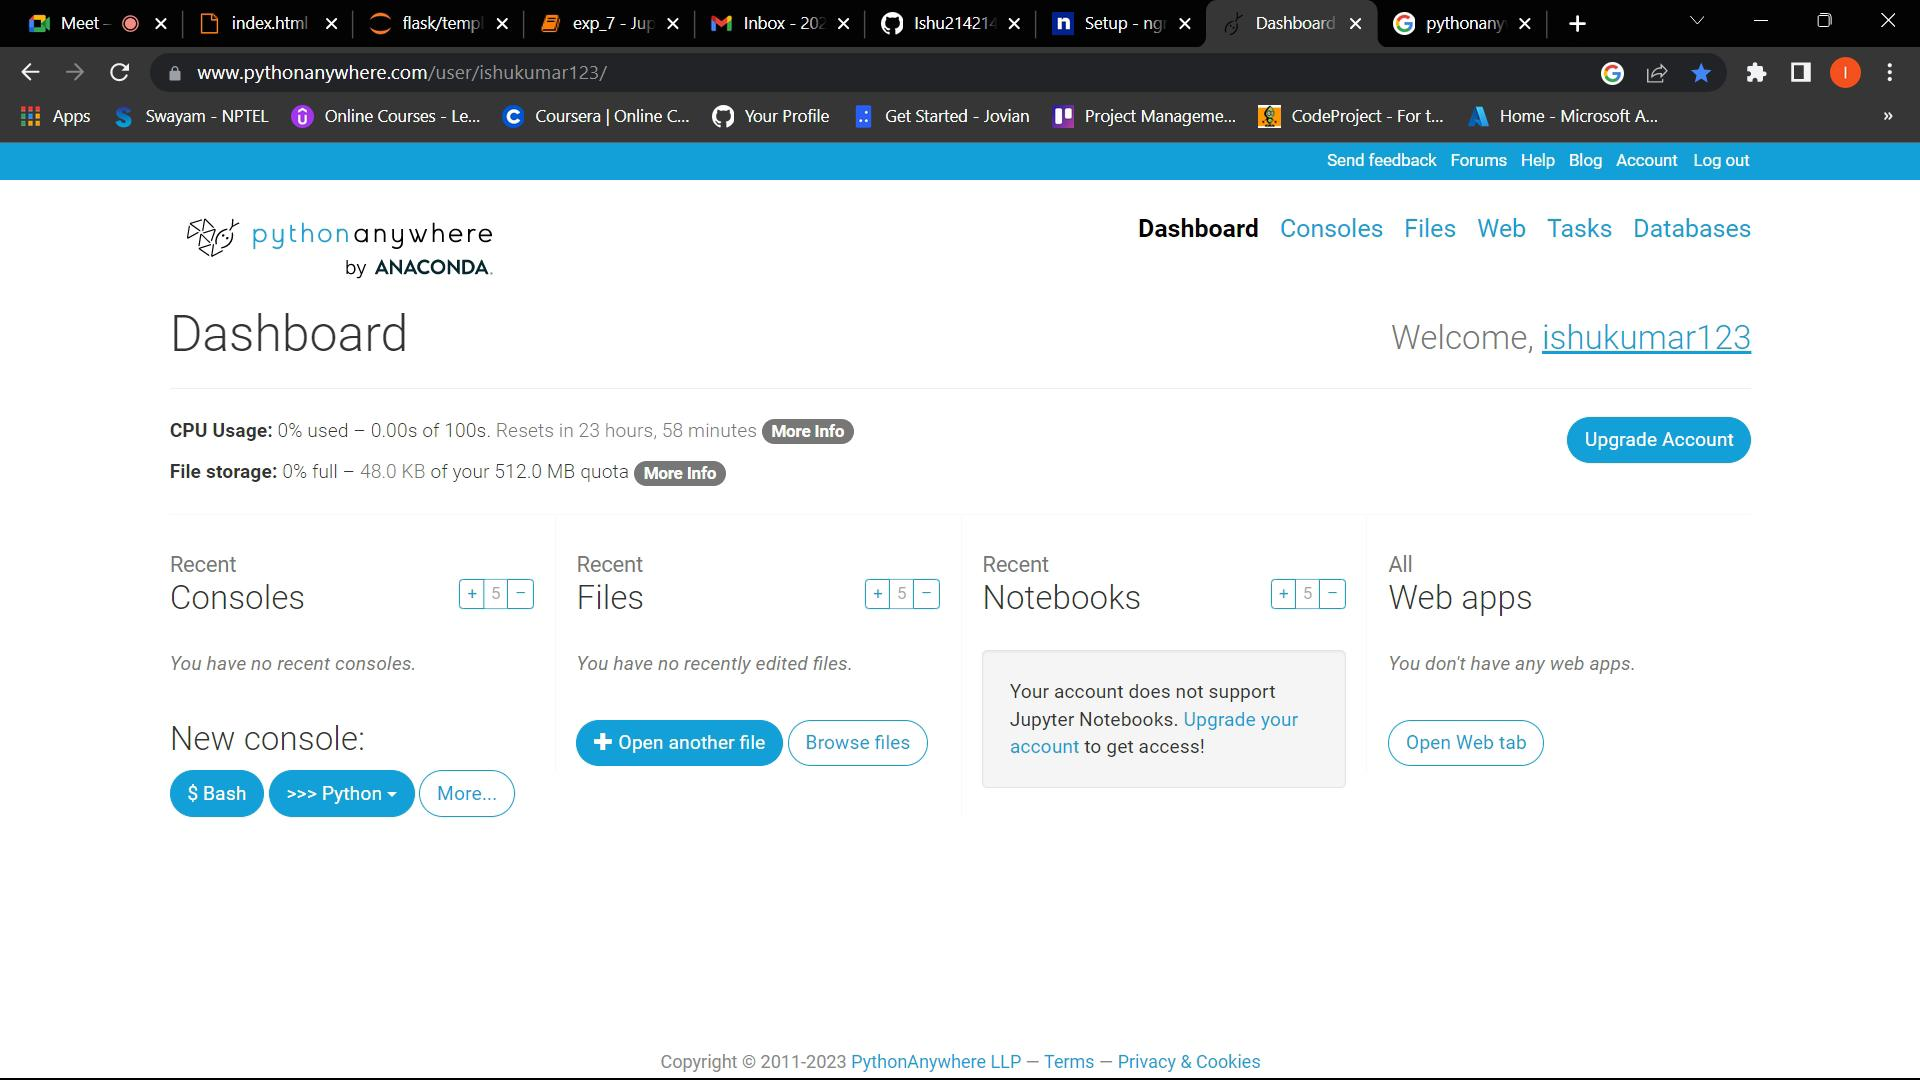 Meet - index.html flask/templ exp_7 - Jup Inbox - 202 Ishu214214 Setup - ngr Dashboard pythonany
www.pythonanywhere.com/user/ishukumar123/
Apps Swayam - NPTEL Online Courses - Le... Coursera | Online C... Your Profile Get Started - Jovian Project Manageme... CodeProject - For t... Home - Microsoft A... »
Send feedback Forums Help Blog Account Log out
pythonanywhere
by ANACONDA.
Dashboard Consoles Files Web Tasks Databases
Dashboard
Welcome, ishukumar123
CPU Usage: 0% used – 0.00s of 100s. Resets in 23 hours, 58 minutes More Info
Upgrade Account
File storage: 0% full – 48.0 KB of your 512.0 MB quota More Info
Recent
Consoles
+ 5 −
You have no recent consoles.
New console:
$ Bash >>> Python More...
Recent
Files
+ 5 −
You have no recently edited files.
+ Open another file Browse files
Recent
Notebooks
+ 5 −
Your account does not support
Jupyter Notebooks. Upgrade your
account to get access!
All
Web apps
You don't have any web apps.
Open Web tab
Copyright © 2011-2023 PythonAnywhere LLP — Terms — Privacy & Cookies